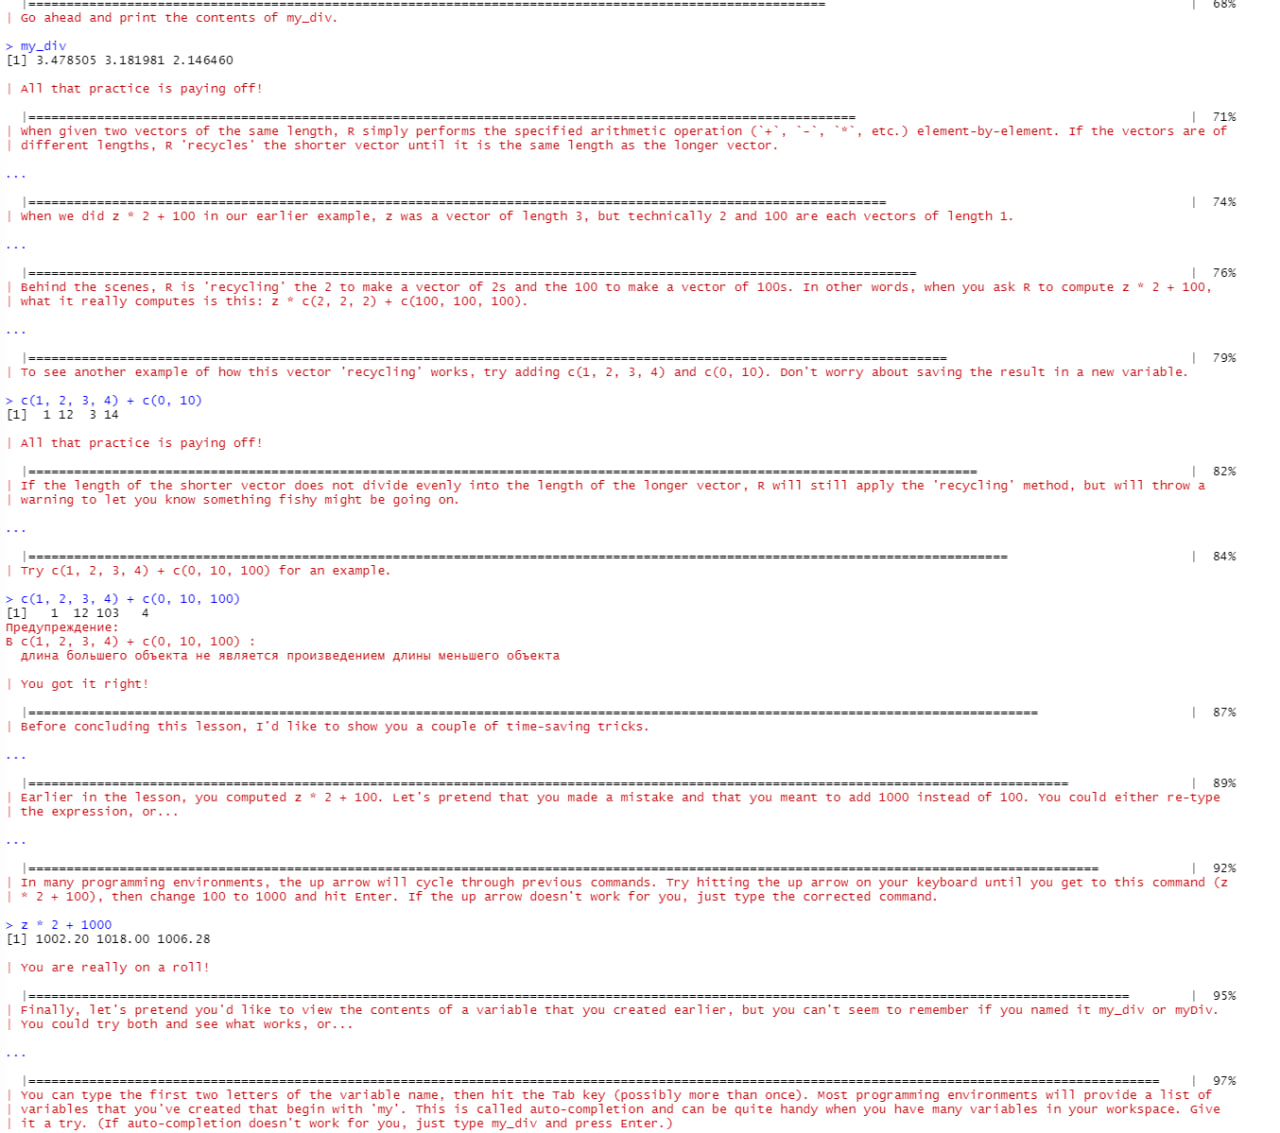 |==========================================================================================================| 68%
| Go ahead and print the contents of my_div.
> my_div
[1] 3.478505 3.181981 2.146460
| All that practice is paying off!
|==============================================================================================================| 71%
| When given two vectors of the same length, R simply performs the specified arithmetic operation (`+`, `-`, `*`, etc.) element-by-element. If the vectors are of
| different lengths, R 'recycles' the shorter vector until it is the same length as the longer vector.
...
|==================================================================================================================| 74%
| When we did z * 2 + 100 in our earlier example, z was a vector of length 3, but technically 2 and 100 are each vectors of length 1.
...
|======================================================================================================================| 76%
| Behind the scenes, R is 'recycling' the 2 to make a vector of 2s and the 100 to make a vector of 100s. In other words, when you ask R to compute z * 2 + 100,
| what it really computes is this: z * c(2, 2, 2) + c(100, 100, 100).
...
|==========================================================================================================================| 79%
| To see another example of how this vector 'recycling' works, try adding c(1, 2, 3, 4) and c(0, 10). Don't worry about saving the result in a new variable.
> c(1, 2, 3, 4) + c(0, 10)
[1]  1 12  3 14
| All that practice is paying off!
|==============================================================================================================================| 82%
| If the length of the shorter vector does not divide evenly into the length of the longer vector, R will still apply the 'recycling' method, but will throw a
| warning to let you know something fishy might be going on.
...
|==================================================================================================================================| 84%
| Try c(1, 2, 3, 4) + c(0, 10, 100) for an example.
> c(1, 2, 3, 4) + c(0, 10, 100)
[1]   1  12 103   4
Предупреждение:
В c(1, 2, 3, 4) + c(0, 10, 100) :
  длина большего объекта не является произведением длины меньшего объекта
| You got it right!
|======================================================================================================================================| 87%
| Before concluding this lesson, I'd like to show you a couple of time-saving tricks.
...
|==========================================================================================================================================| 89%
| Earlier in the lesson, you computed z * 2 + 100. Let's pretend that you made a mistake and that you meant to add 1000 instead of 100. You could either re-type
| the expression, or...
...
|==============================================================================================================================================| 92%
| In many programming environments, the up arrow will cycle through previous commands. Try hitting the up arrow on your keyboard until you get to this command (z
| * 2 + 100), then change 100 to 1000 and hit Enter. If the up arrow doesn't work for you, just type the corrected command.
> z * 2 + 1000
[1] 1002.20 1018.00 1006.28
| You are really on a roll!
|==================================================================================================================================================| 95%
| Finally, let's pretend you'd like to view the contents of a variable that you created earlier, but you can't seem to remember if you named it my_div or myDiv.
| You could try both and see what works, or...
...
|======================================================================================================================================================| 97%
| You can type the first two letters of the variable name, then hit the Tab key (possibly more than once). Most programming environments will provide a list of
| variables that you've created that begin with 'my'. This is called auto-completion and can be quite handy when you have many variables in your workspace. Give
| it a try. (If auto-completion doesn't work for you, just type my_div and press Enter.)